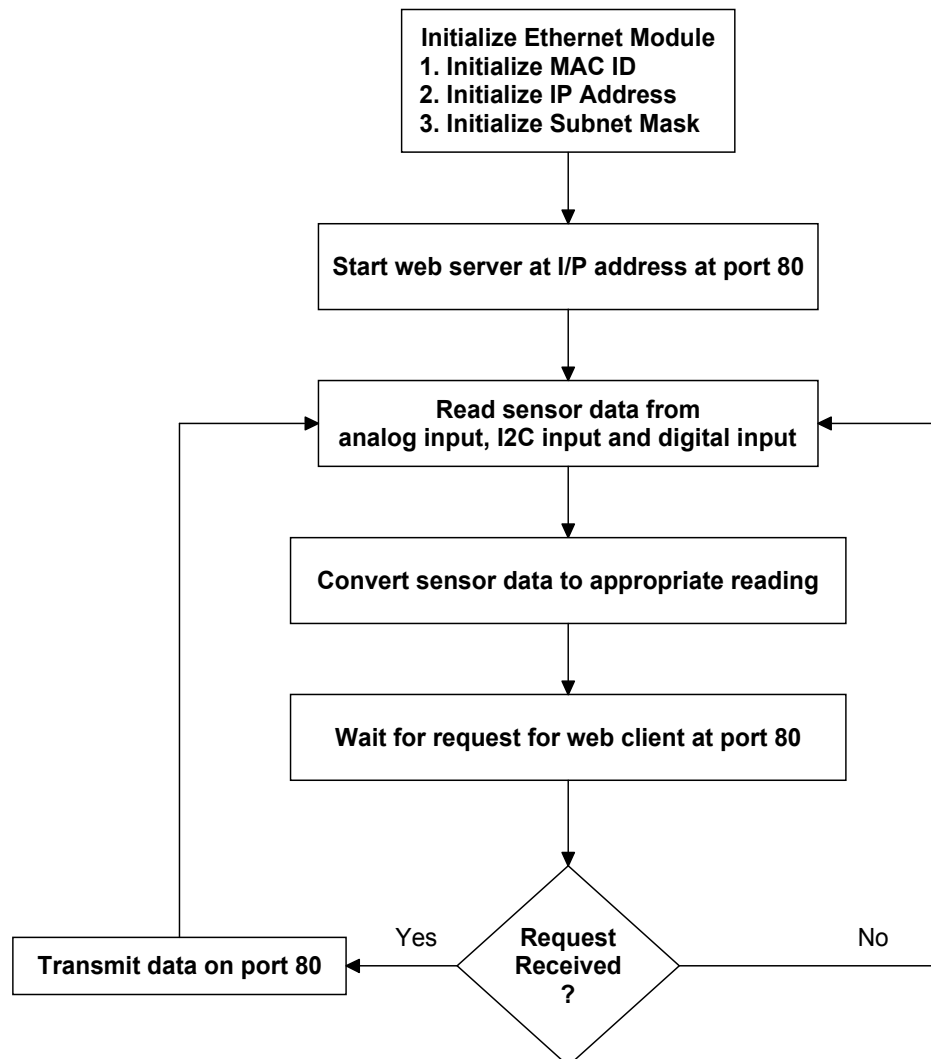 Initialize Ethernet Module
1. Initialize MAC ID
2. Initialize IP Address
3. Initialize Subnet Mask
Start web server at I/P address at port 80
Read sensor data from
analog input, I2C input and digital input
Convert sensor data to appropriate reading
Wait for request for web client at port 80
Request
Received
?
Yes
No
Transmit data on port 80